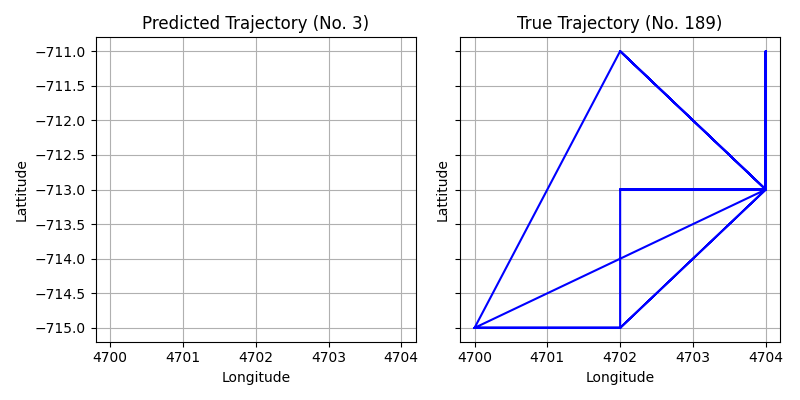 Predicted Trajectory (No. 3)
Lattitude
−711.0
−711.5
−712.0
−712.5
−713.0
−713.5
−714.0
−714.5
−715.0
4700 4701 4702 4703 4704
Longitude
True Trajectory (No. 189)
Lattitude
4700 4701 4702 4703 4704
Longitude